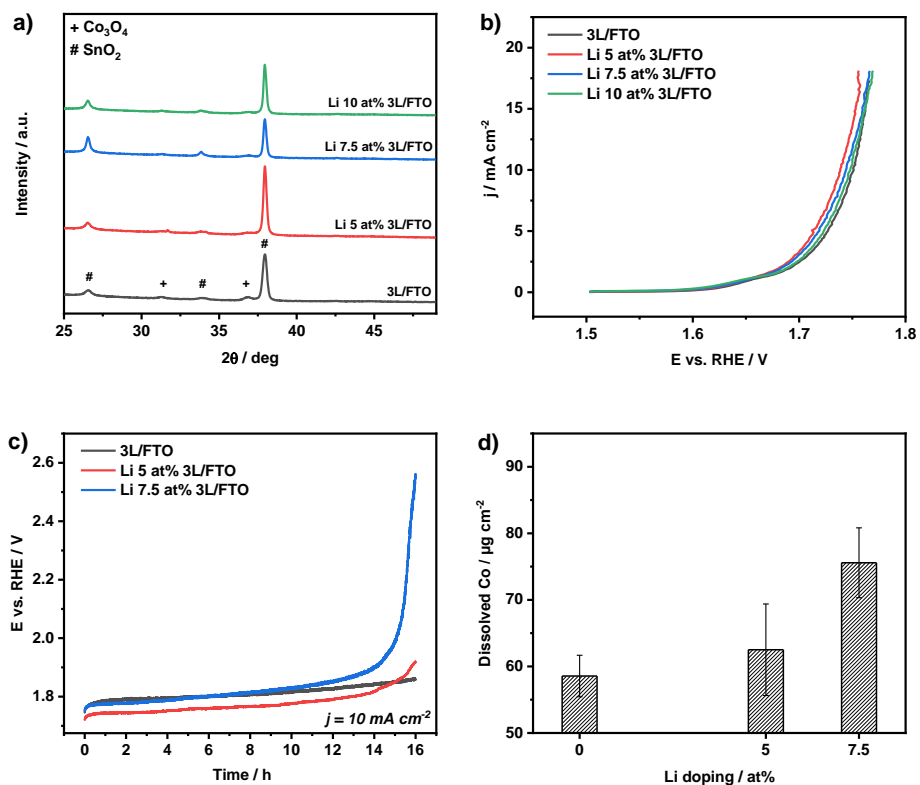 a)
+ Co₃O₄
# SnO₂
Li 10 at% 3L/FTO
Li 7.5 at% 3L/FTO
Li 5 at% 3L/FTO
#
#
+
#
+
3L/FTO
Intensity / a.u.
25 30 35 40 45
2θ / deg
b)
3L/FTO
Li 5 at% 3L/FTO
Li 7.5 at% 3L/FTO
Li 10 at% 3L/FTO
j / mA cm⁻²
20
15
10
5
0
1.5 1.6 1.7 1.8
E vs. RHE / V
c)
3L/FTO
Li 5 at% 3L/FTO
Li 7.5 at% 3L/FTO
E vs. RHE / V
2.6
2.4
2.2
2.0
1.8
1.6
j = 10 mA cm⁻²
0 2 4 6 8 10 12 14 16
Time / h
d)
Dissolved Co / µg cm⁻²
90
80
70
60
50
0 5 7.5
Li doping / at%